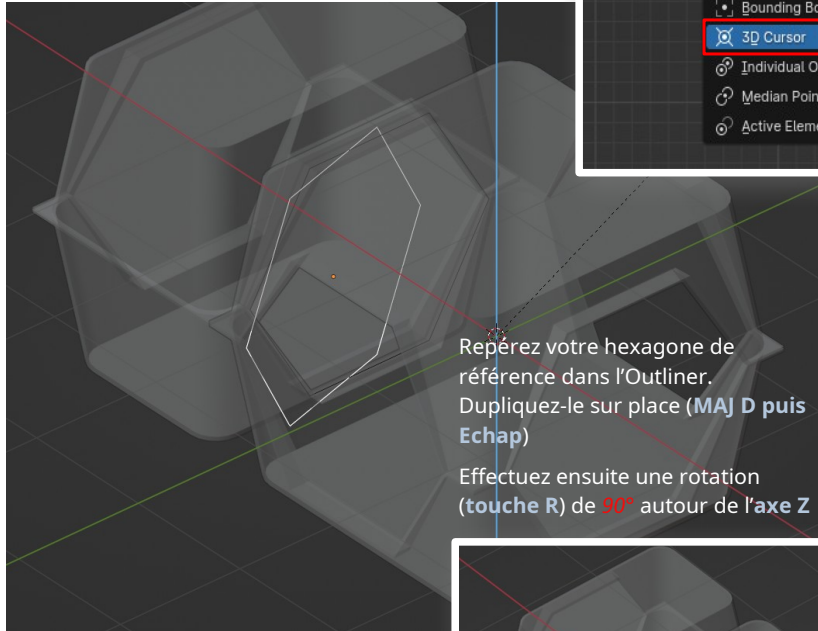 Bounding Bo
3D Cursor
Individual O
Median Poin
Active Eleme
Repérez votre hexagone de
référence dans l’Outliner.
Dupliquez-le sur place (MAJ D puis
Echap)
Effectuez ensuite une rotation
(touche R) de 90° autour de l’axe Z